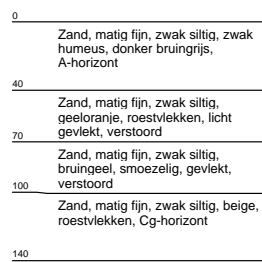 0
Zand, matig fijn, zwak siltig, zwak
humeus, donker bruingrijs,
A-horizont
40
Zand, matig fijn, zwak siltig,
geeloranje, roestvlekken, licht
gevlekt, verstoord
70
Zand, matig fijn, zwak siltig,
bruingeel, smoezelig, gevlekt,
verstoord
100
Zand, matig fijn, zwak siltig, beige,
roestvlekken, Cg-horizont
140